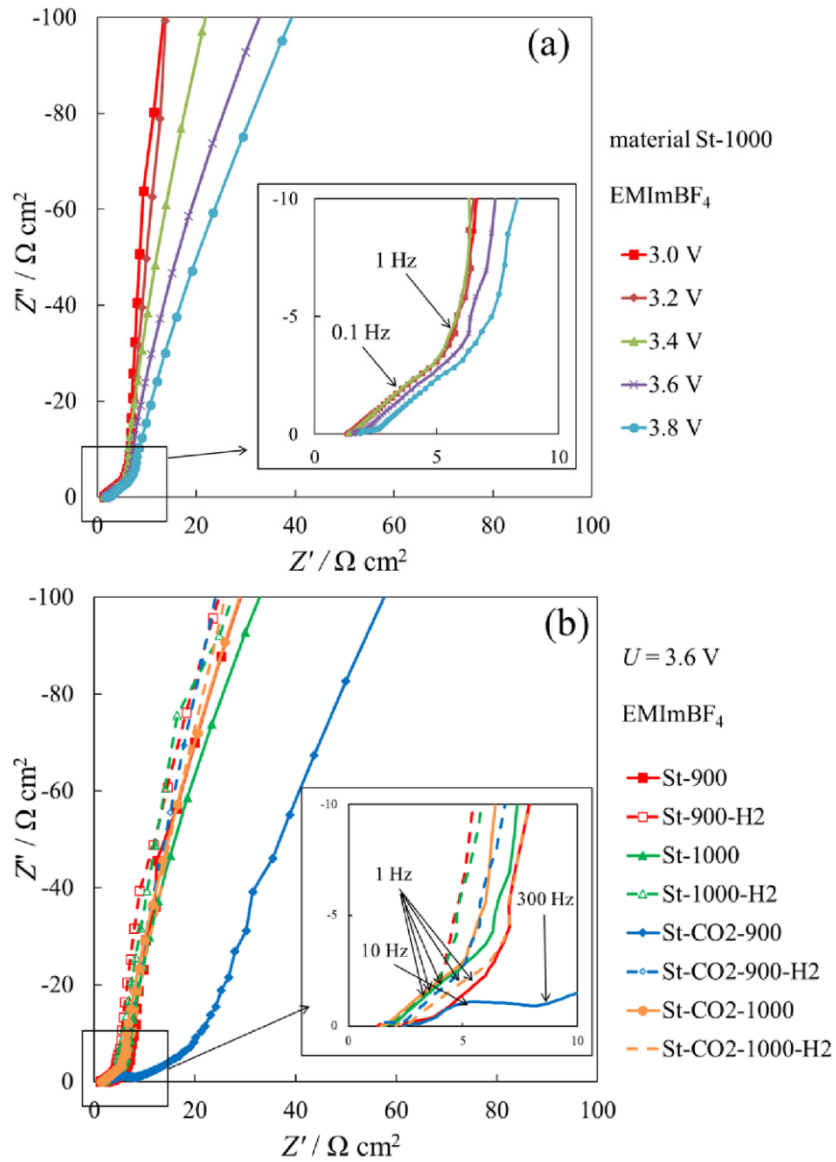 -100
(a)
-80
material St-1000
-60
EMImBF4
-10
1 Hz
3.0 V
3.2 V
-40
-5
0.1 Hz
3.4 V
3.6 V
-20
3.8 V
0
0 5 10
0
0 20 40 60 80 100
Z" / Ω cm²
Z' / Ω cm²
-100
(b)
U = 3.6 V
-80
EMImBF4
-60
-10
St-900
St-900-H2
1 Hz
St-1000
-40
300 Hz
St-1000-H2
-5
St-CO2-900
10 Hz
St-CO2-900-H2
-20
St-CO2-1000
0
St-CO2-1000-H2
0 5 10
0
0 20 40 60 80 100
Z" / Ω cm²
Z' / Ω cm²